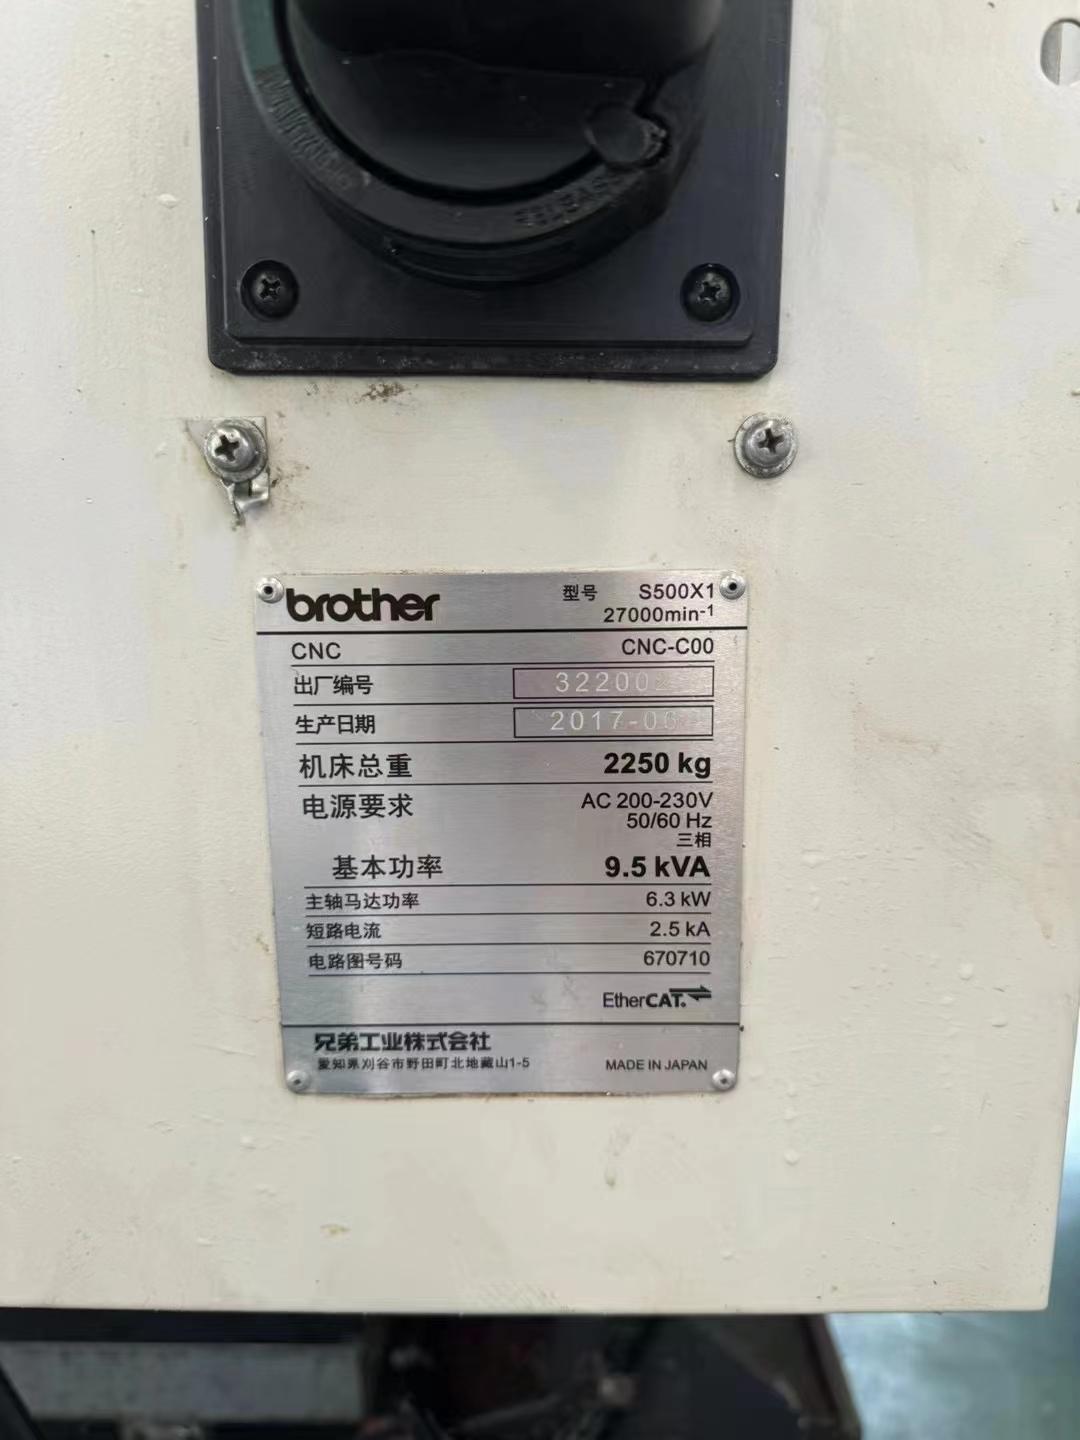 brother 型号 S500X1
27000min-1
CNC CNC-C00
出厂编号 322002
生产日期 2017-06
机床总重 2250 kg
电源要求 AC 200-230V
50/60 Hz
三相
基本功率 9.5 kVA
主轴马达功率 6.3 kW
短路电流 2.5 kA
电路图号码 670710
EtherCAT.
兄弟工业株式会社
愛知県刈谷市野田町北地蔵山1-5 MADE IN JAPAN